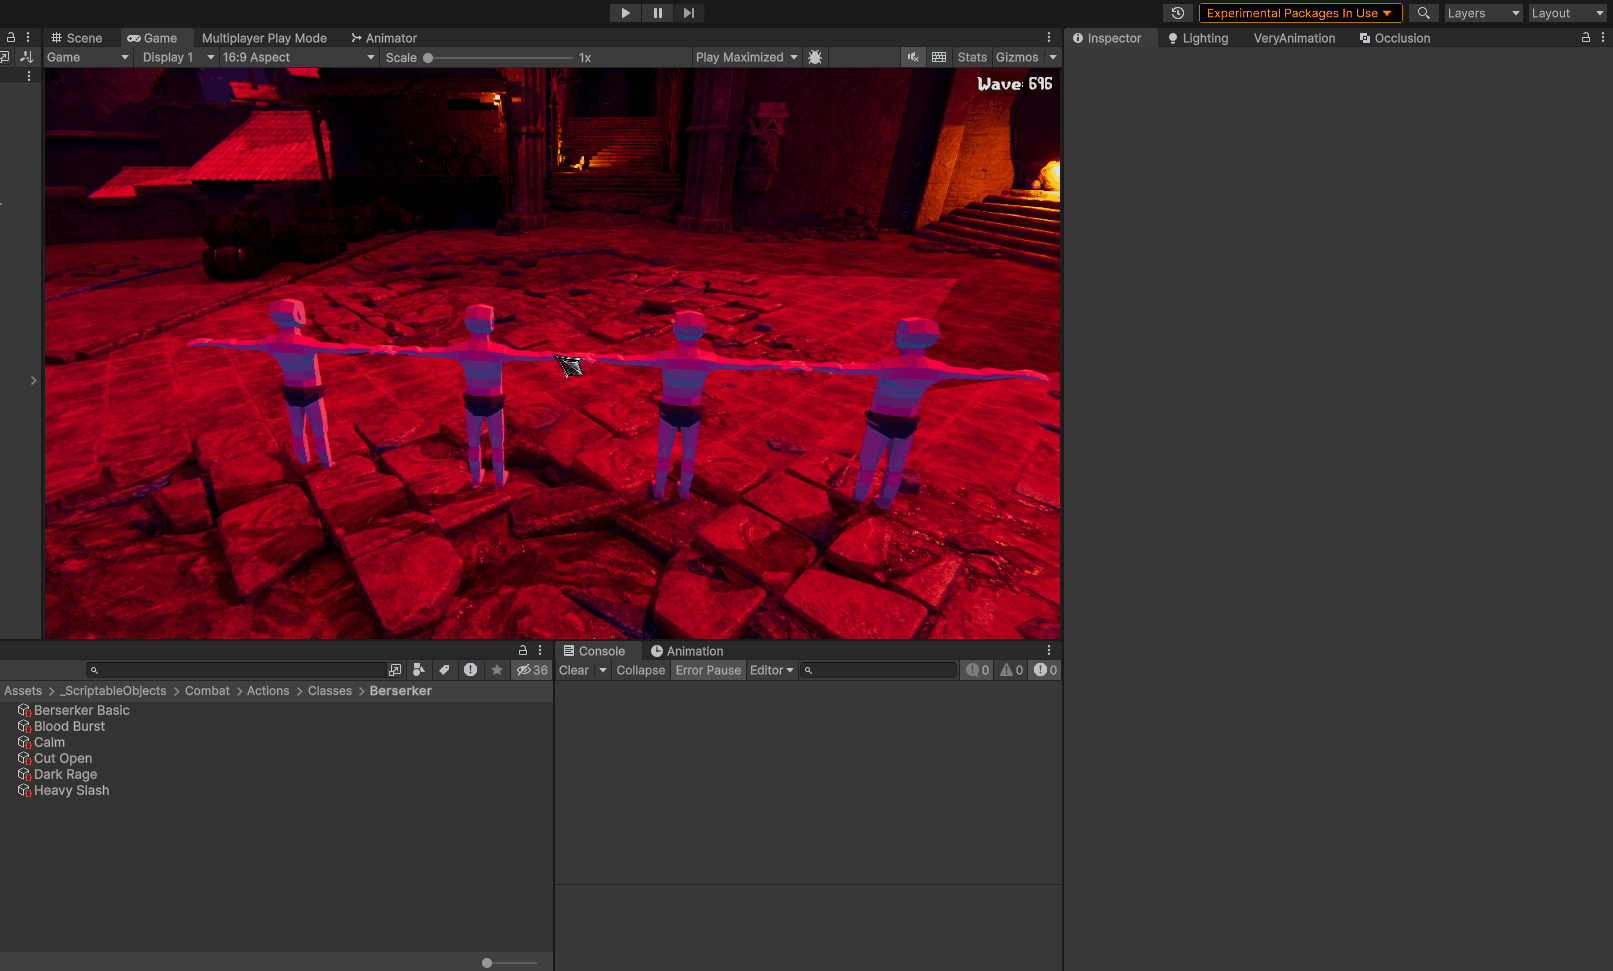 Experimental Packages In Use
Layers
Layout
Scene
Game
Multiplayer Play Mode
Animator
Inspector
Lighting
VeryAnimation
Occlusion
Game
Display 1
16:9 Aspect
Scale
1x
Play Maximized
Stats
Gizmos
Wave: 696
Console
Animation
36
Clear
Collapse
Error Pause
Editor
0
0
0
Assets > _ScriptableObjects > Combat > Actions > Classes > Berserker
Berserker Basic
Blood Burst
Calm
Cut Open
Dark Rage
Heavy Slash